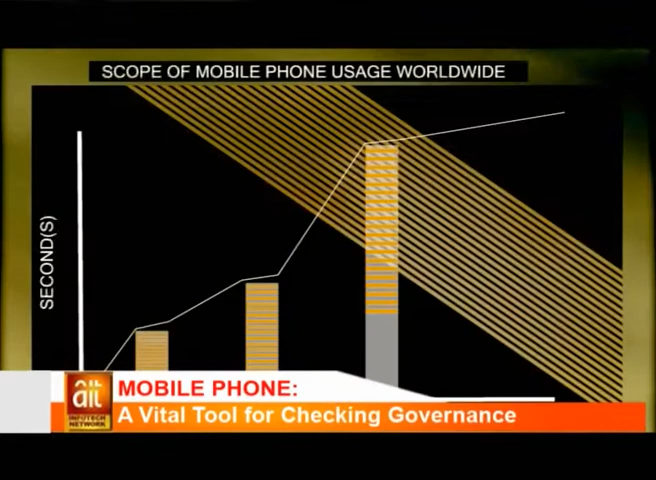 SCOPE OF MOBILE PHONE USAGE WORLDWIDE
SECOND(S)
ait
INFOTECH
NETWORK
MOBILE PHONE:
A Vital Tool for Checking Governance